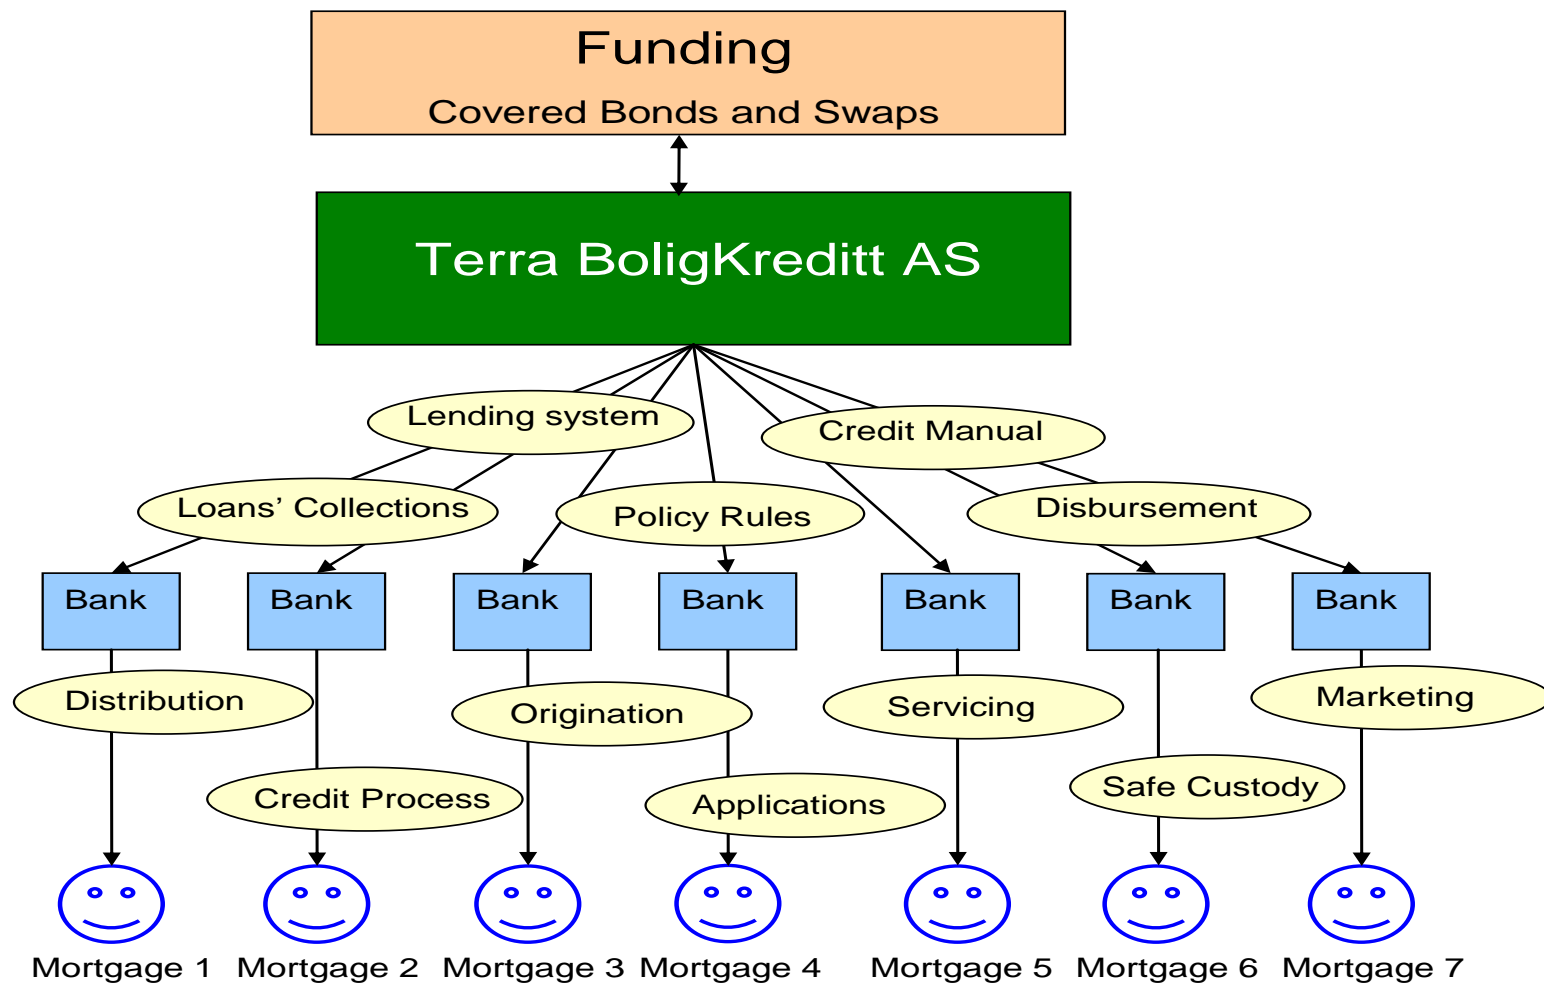 Funding
Covered Bonds and Swaps
Terra BoligKreditt AS
Lending system
Credit Manual
Loans’ Collections
Policy Rules
Disbursement
Bank
Bank
Bank
Bank
Bank
Bank
Bank
Distribution
Origination
Servicing
Marketing
Credit Process
Applications
Safe Custody
Mortgage 1
Mortgage 2
Mortgage 3
Mortgage 4
Mortgage 5
Mortgage 6
Mortgage 7